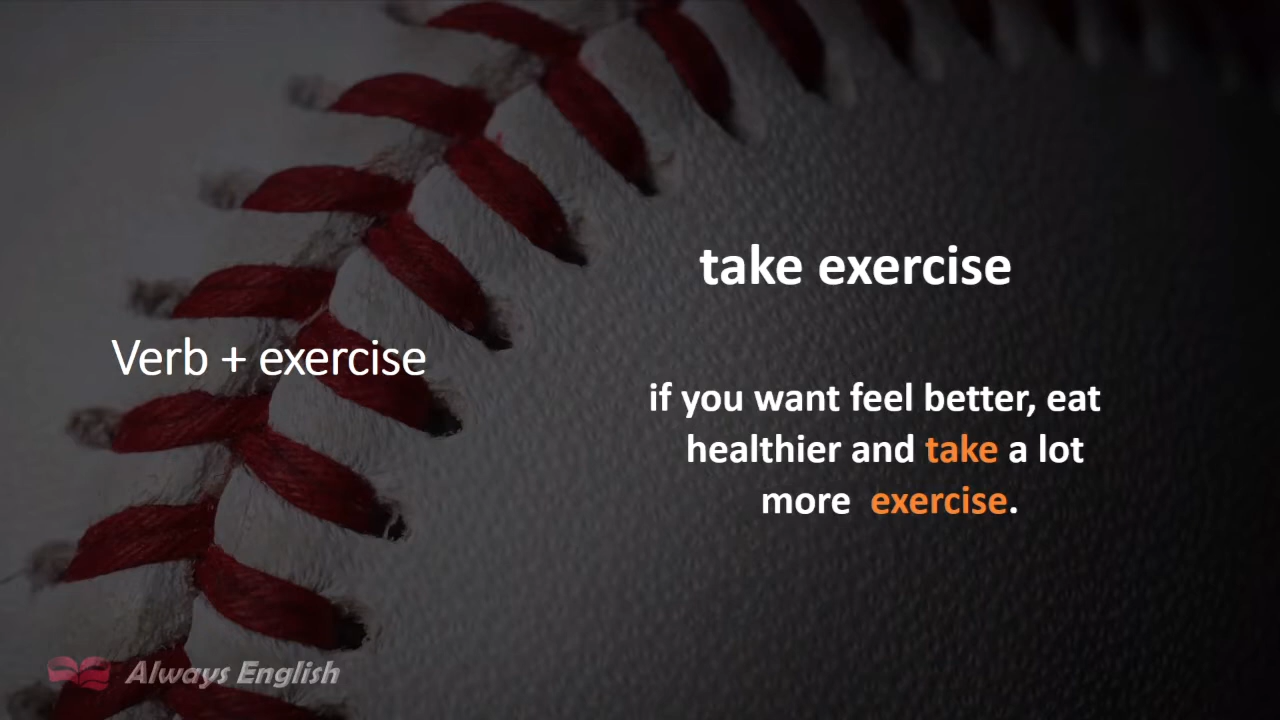 Verb + exercise
take exercise
if you want feel better, eat
healthier and take a lot
more exercise.
Always English